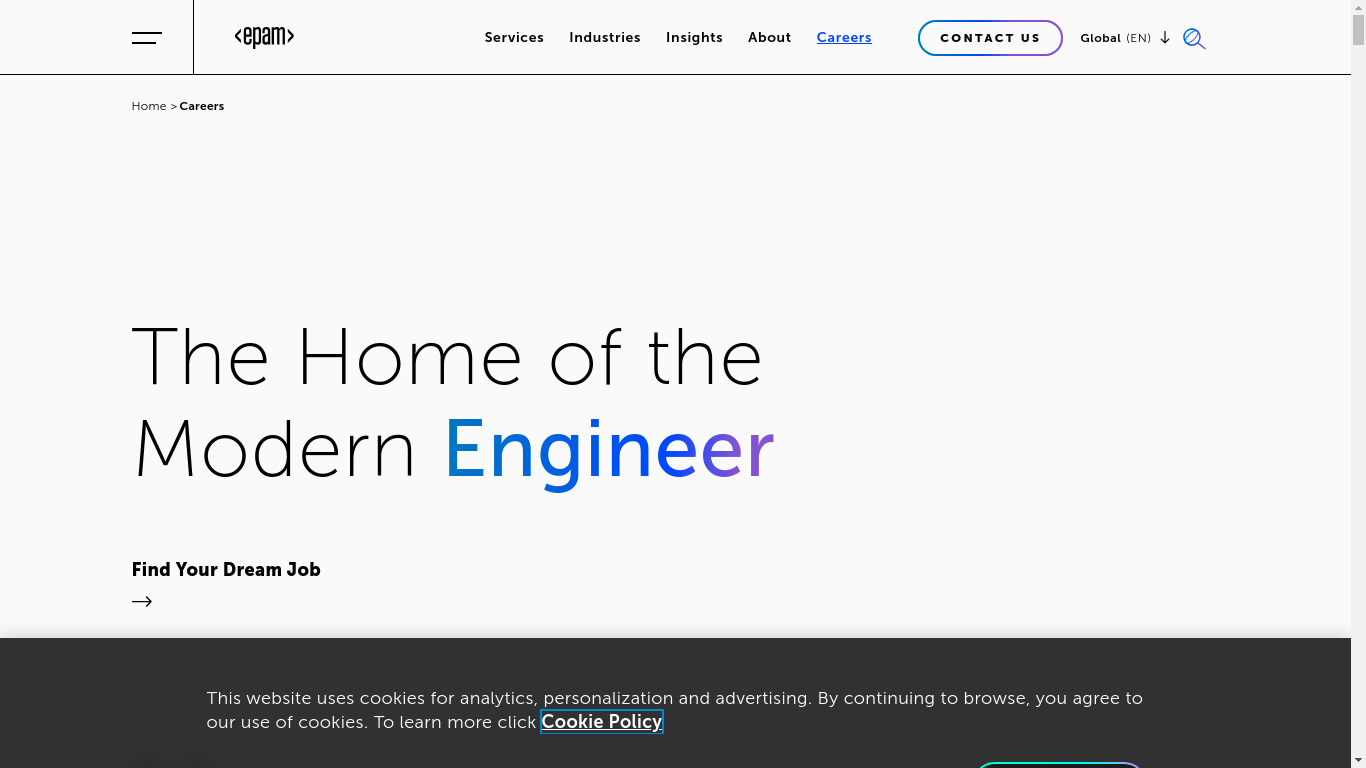 <epam>
Services Industries Insights About Careers
CONTACT US
Global (EN)
Home > Careers
The Home of the
Modern Engineer
Find Your Dream Job
This website uses cookies for analytics, personalization and advertising. By continuing to browse, you agree to
our use of cookies. To learn more click Cookie Policy